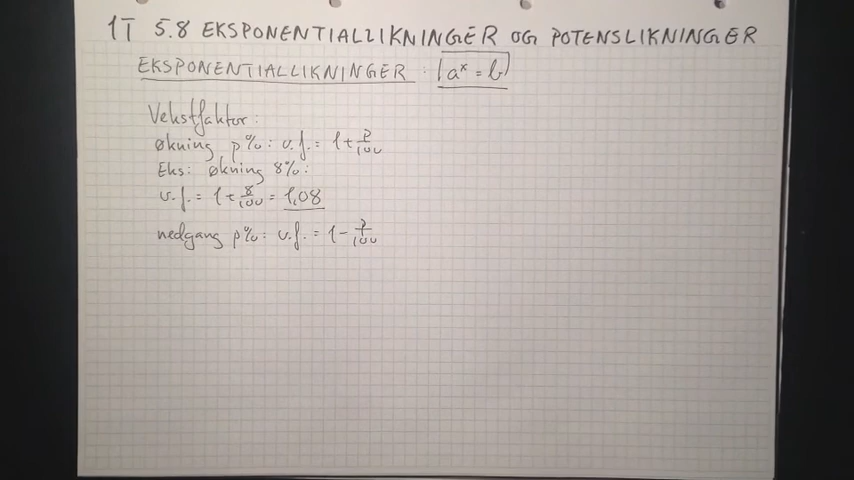 1T 5.8 EKSPONENTIALLIKNINGER OG POTENSLIKNINGER
EKSPONENTIALLIKNINGER : aˣ = b
Vekstfaktor:
økning p%: v.f. = 1 + p/100
Eks: økning 8%:
v.f. = 1 + 8/100 = 1,08
nedgang p%: v.f. = 1 - p/100